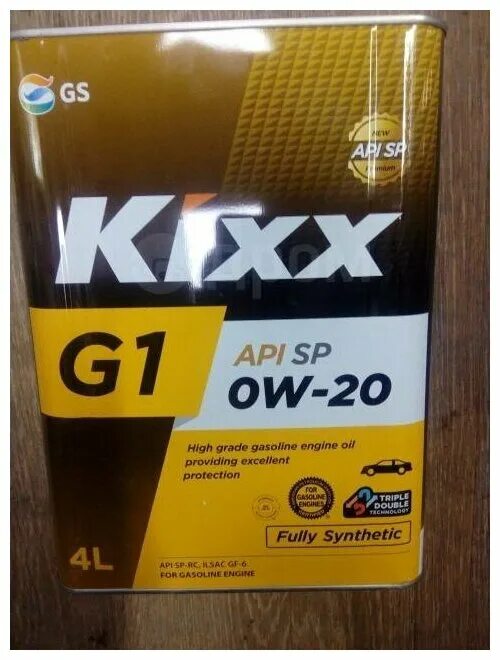 GS
NEW
API SP
Premium
Kixx
Дром
G1
API SP
0W-20
High grade gasoline engine oil
providing excellent
protection
FOR
GASOLINE
ENGINES
TRIPLE
DOUBLE
TECHNOLOGY
Fully Synthetic
4L
API SP-RC, ILSAC GF-6
FOR GASOLINE ENGINE